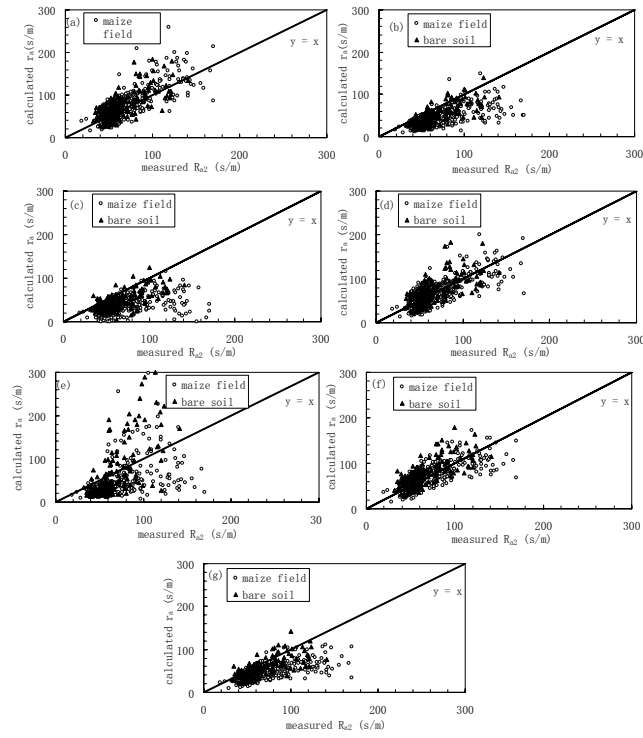 300
(a)
maize
field
y = x
200
100
0
0 100 200 300
calculated rₐ(s/m)
measured Rₐ₂ (s/m)
300
(b)
maize field
bare soil
y = x
200
100
0
0 100 200 300
calculated rₐ(s/m)
measured Rₐ₂ (s/m)
300
(c)
maize field
bare soil
y = x
200
100
0
0 100 200 300
calculated rₐ (s/m)
measured Rₐ₂ (s/m)
300
(d)
maize field
bare soil
y = x
200
100
0
0 100 200 300
calculated rₐ (s/m)
measured Rₐ₂ (s/m)
300
(e)
maize field
bare soil
y = x
200
100
0
0 100 200 30
calculated rₐ (s/m)
measured Rₐ₂ (s/m)
300
(f)
maize field
bare soil
y = x
200
100
0
0 100 200 300
calculated rₐ (s/m)
measured Rₐ₂ (s/m)
300
(g)
maize field
bare soil
y = x
200
100
0
0 100 200 300
calculated rₐ (s/m)
measured Rₐ₂ (s/m)